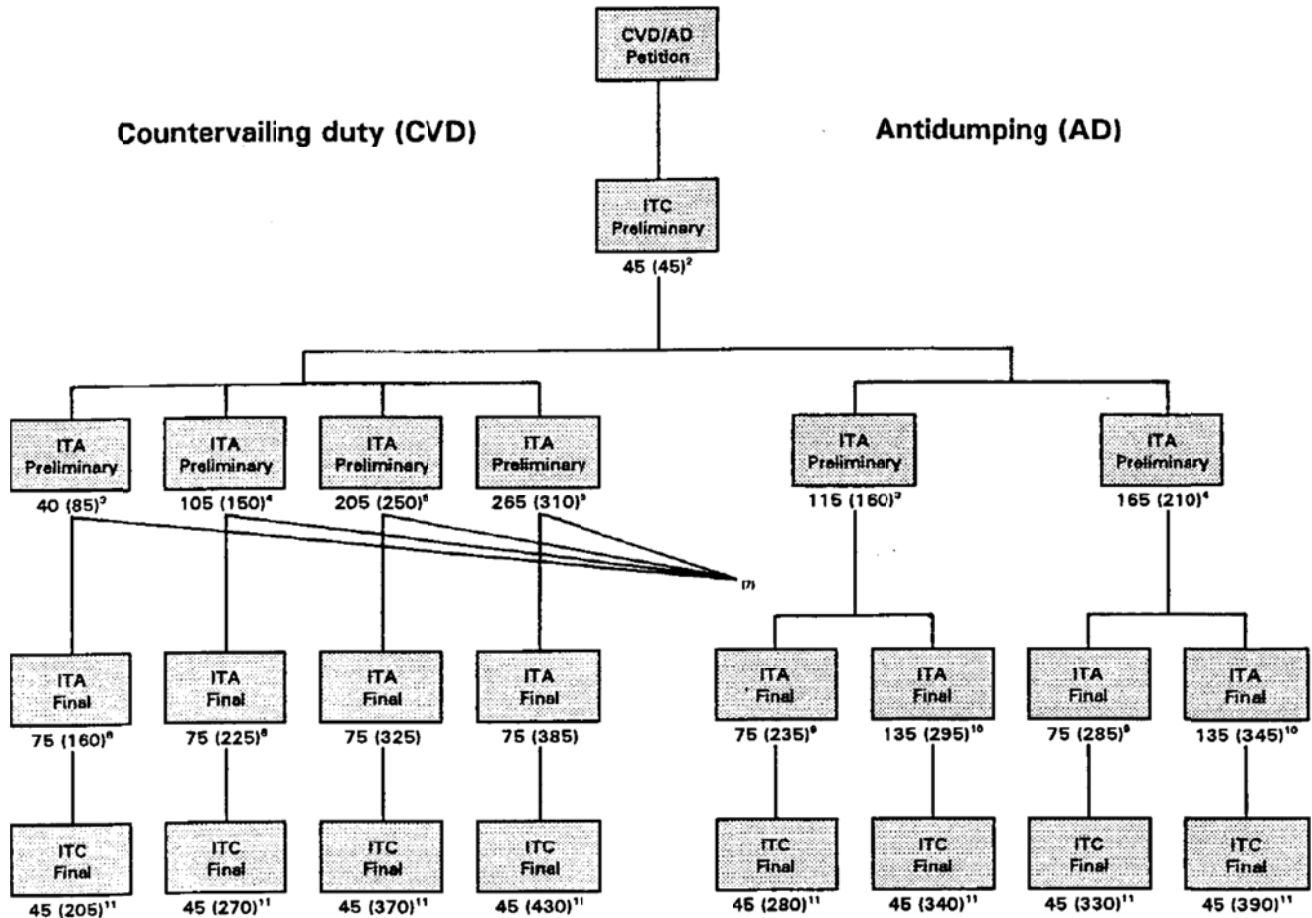 CVD/AD
Petition
Countervailing duty (CVD)
Antidumping (AD)
ITC
Preliminary
45 (45)²
ITA
Preliminary
40 (85)³
ITA
Preliminary
105 (150)⁴
ITA
Preliminary
205 (250)⁶
ITA
Preliminary
265 (310)⁵
ITA
Preliminary
115 (160)³
ITA
Preliminary
165 (210)⁴
(7)
ITA
Final
75 (160)⁸
ITA
Final
75 (225)⁸
ITA
Final
75 (325)
ITA
Final
75 (385)
ITA
Final
75 (235)⁹
ITA
Final
135 (295)¹⁰
ITA
Final
75 (285)⁹
ITA
Final
135 (345)¹⁰
ITC
Final
45 (205)¹¹
ITC
Final
45 (270)¹¹
ITC
Final
45 (370)¹¹
ITC
Final
45 (430)¹¹
ITC
Final
45 (280)¹¹
ITC
Final
45 (340)¹¹
ITC
Final
45 (330)¹¹
ITC
Final
45 (390)¹¹